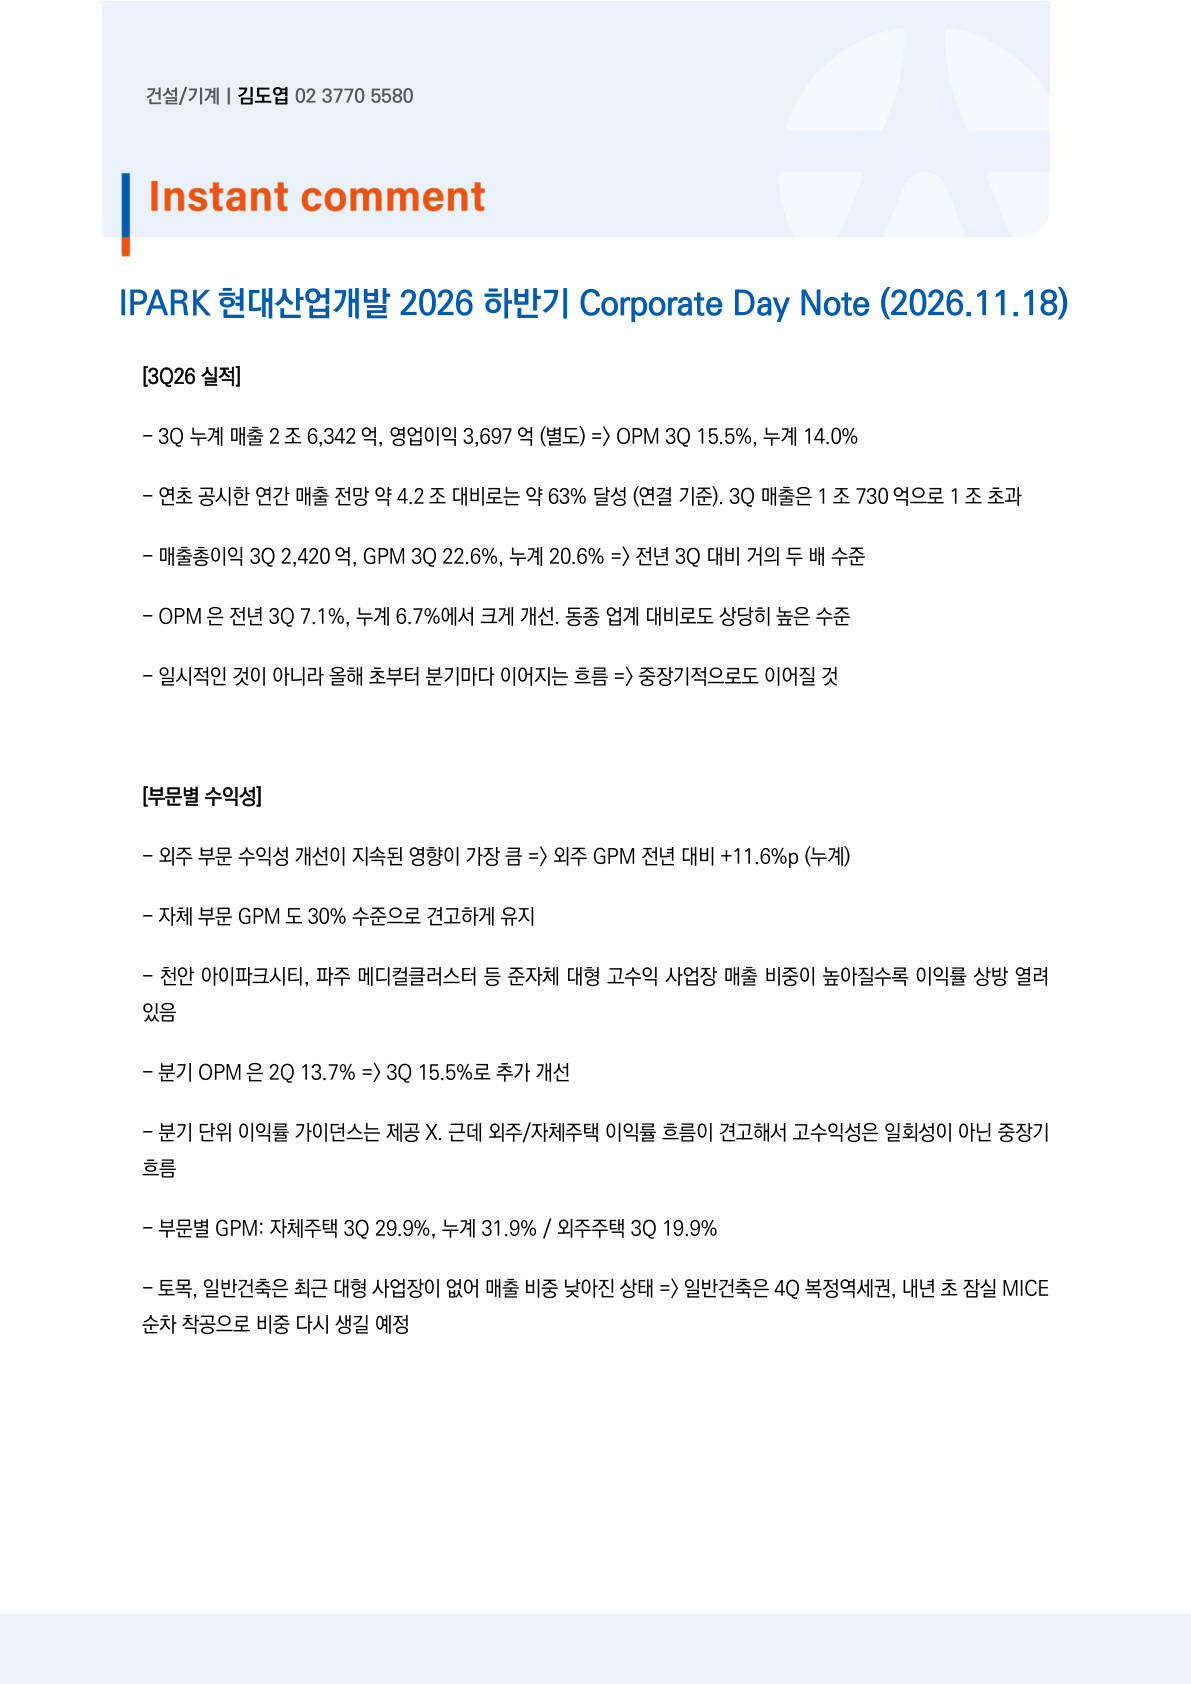 건설/기계 | 김도엽 02 3770 5580
Instant comment
IPARK 현대산업개발 2026 하반기 Corporate Day Note (2026.11.18)
[3Q26 실적]
- 3Q 누계 매출 2 조 6,342 억, 영업이익 3,697 억 (별도) => OPM 3Q 15.5%, 누계 14.0%
- 연초 공시한 연간 매출 전망 약 4.2 조 대비로는 약 63% 달성 (연결 기준). 3Q 매출은 1 조 730 억으로 1 조 초과
- 매출총이익 3Q 2,420 억, GPM 3Q 22.6%, 누계 20.6% => 전년 3Q 대비 거의 두 배 수준
- OPM 은 전년 3Q 7.1%, 누계 6.7%에서 크게 개선. 동종 업계 대비로도 상당히 높은 수준
- 일시적인 것이 아니라 올해 초부터 분기마다 이어지는 흐름 => 중장기적으로도 이어질 것
[부문별 수익성]
- 외주 부문 수익성 개선이 지속된 영향이 가장 큼 => 외주 GPM 전년 대비 +11.6%p (누계)
- 자체 부문 GPM 도 30% 수준으로 견고하게 유지
- 천안 아이파크시티, 파주 메디컬클러스터 등 준자체 대형 고수익 사업장 매출 비중이 높아질수록 이익률 상방 열려
있음
- 분기 OPM 은 2Q 13.7% => 3Q 15.5%로 추가 개선
- 분기 단위 이익률 가이던스는 제공 X. 근데 외주/자체주택 이익률 흐름이 견고해서 고수익성은 일회성이 아닌 중장기
흐름
- 부문별 GPM: 자체주택 3Q 29.9%, 누계 31.9% / 외주주택 3Q 19.9%
- 토목, 일반건축은 최근 대형 사업장이 없어 매출 비중 낮아진 상태 => 일반건축은 4Q 복정역세권, 내년 초 잠실 MICE
순차 착공으로 비중 다시 생길 예정